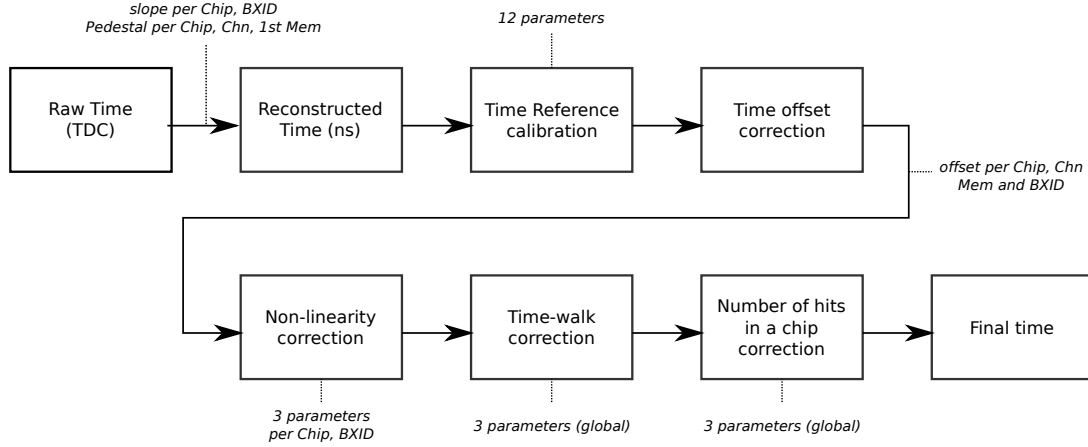 slope per Chip, BXID
Pedestal per Chip, Chn, 1st Mem
12 parameters
Raw Time
(TDC)
Reconstructed
Time (ns)
Time Reference
calibration
Time offset
correction
offset per Chip, Chn
Mem and BXID
Non-linearity
correction
Time-walk
correction
Number of hits
in a chip
correction
Final time
3 parameters
per Chip, BXID
3 parameters (global)
3 parameters (global)